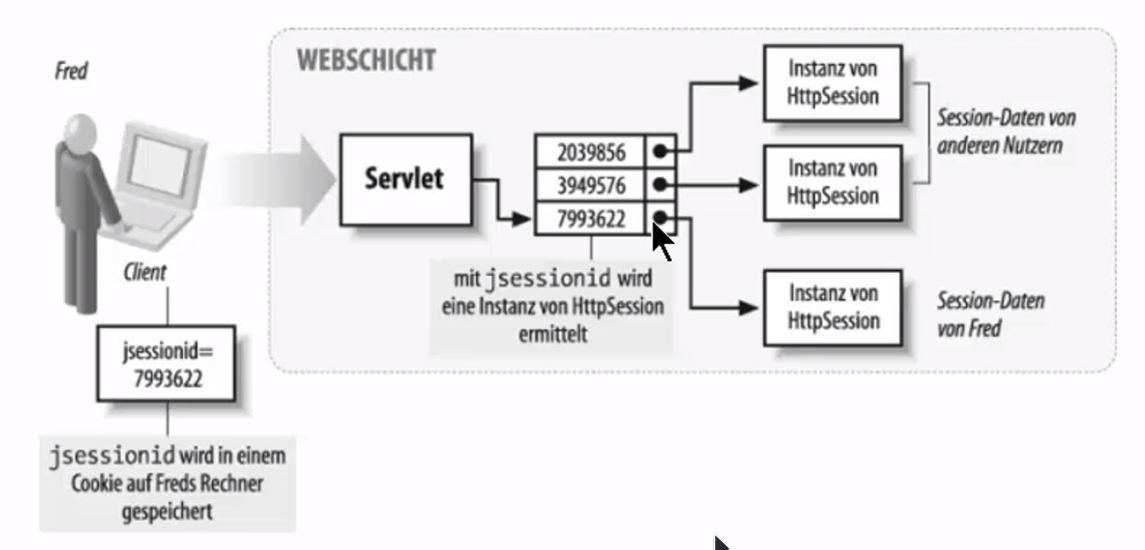 WEBSCHICHT
Fred
Client
jsessionid=
7993622
jsessionid wird in einem
Cookie auf Freds Rechner
gespeichert
Servlet
2039856
3949576
7993622
mit jsessionid wird
eine Instanz von HttpSession
ermittelt
Instanz von
HttpSession
Instanz von
HttpSession
Session-Daten von
anderen Nutzern
Instanz von
HttpSession
Session-Daten
von Fred